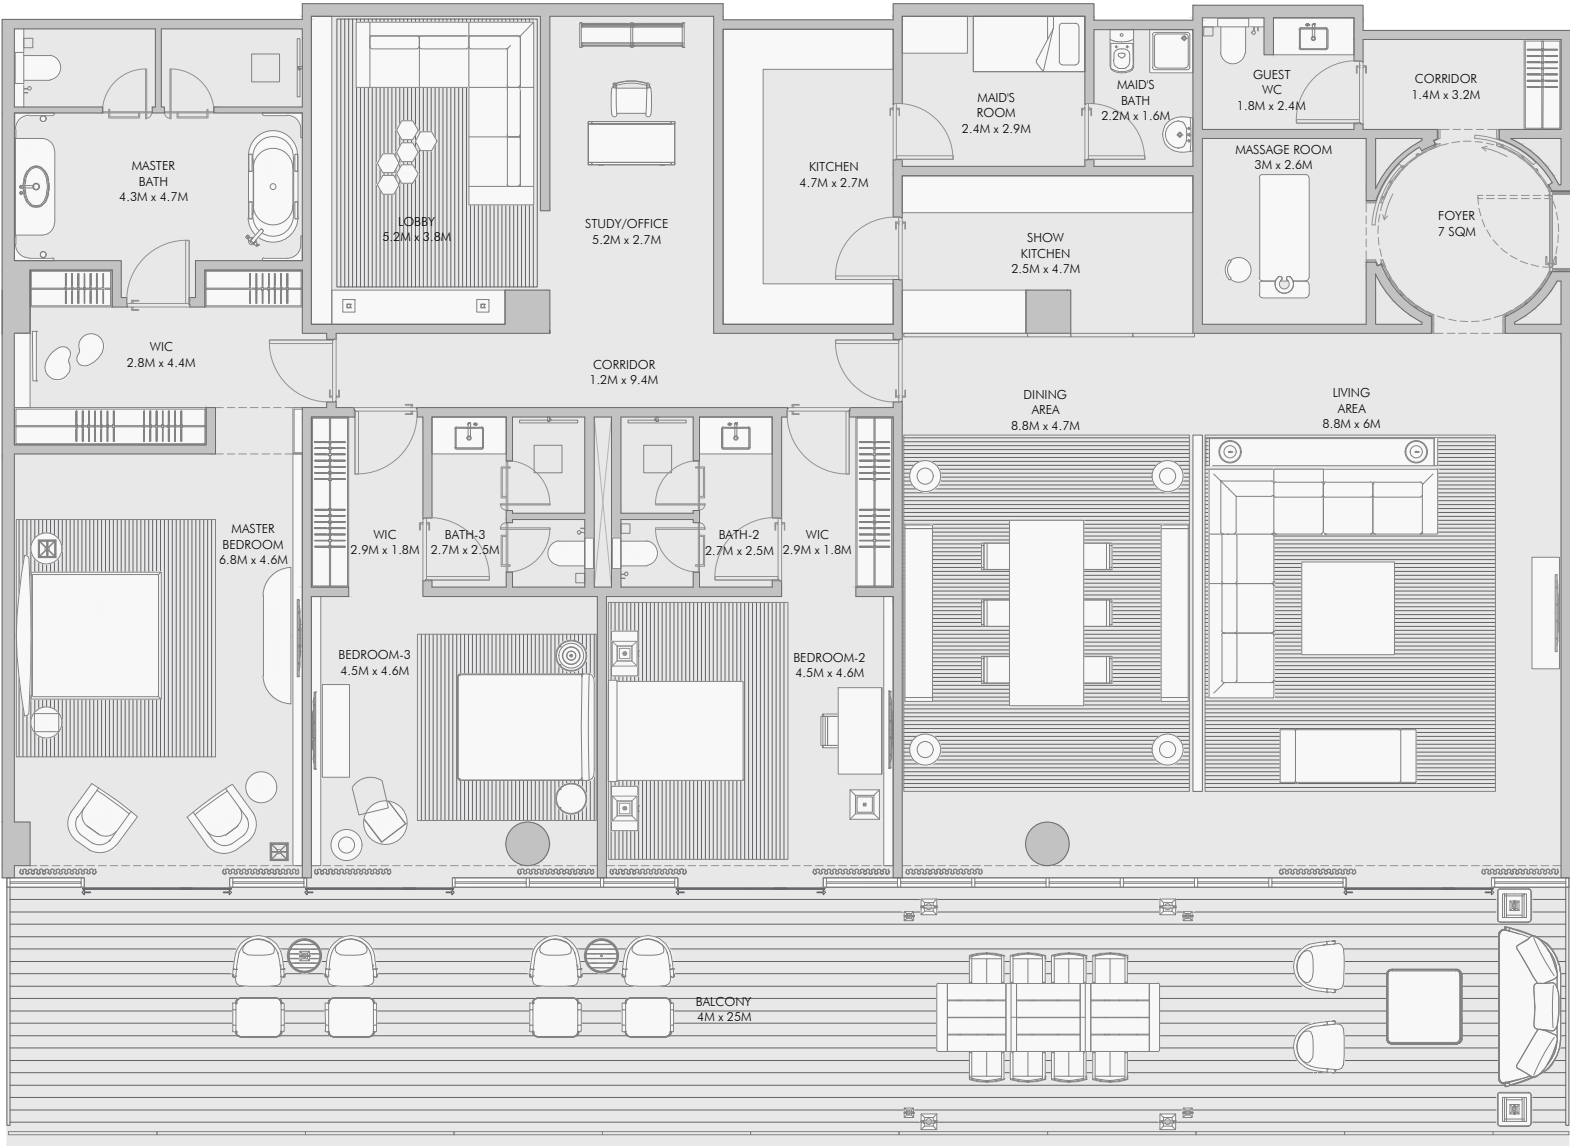 GUEST
WC
1.8M x 2.4M
CORRIDOR
1.4M x 3.2M
MAID'S
ROOM
2.4M x 2.9M
MAID'S
BATH
2.2M x 1.6M
MASSAGE ROOM
3M x 2.6M
MASTER
BATH
4.3M x 4.7M
KITCHEN
4.7M x 2.7M
LOBBY
5.2M x 3.8M
STUDY/OFFICE
5.2M x 2.7M
SHOW
KITCHEN
2.5M x 4.7M
FOYER
7 SQM
WIC
2.8M x 4.4M
CORRIDOR
1.2M x 9.4M
DINING
AREA
8.8M x 4.7M
LIVING
AREA
8.8M x 6M
MASTER
BEDROOM
6.8M x 4.6M
WIC
2.9M x 1.8M
BATH-3
2.7M x 2.5M
BATH-2
2.7M x 2.5M
WIC
2.9M x 1.8M
BEDROOM-3
4.5M x 4.6M
BEDROOM-2
4.5M x 4.6M
BALCONY
4M x 25M